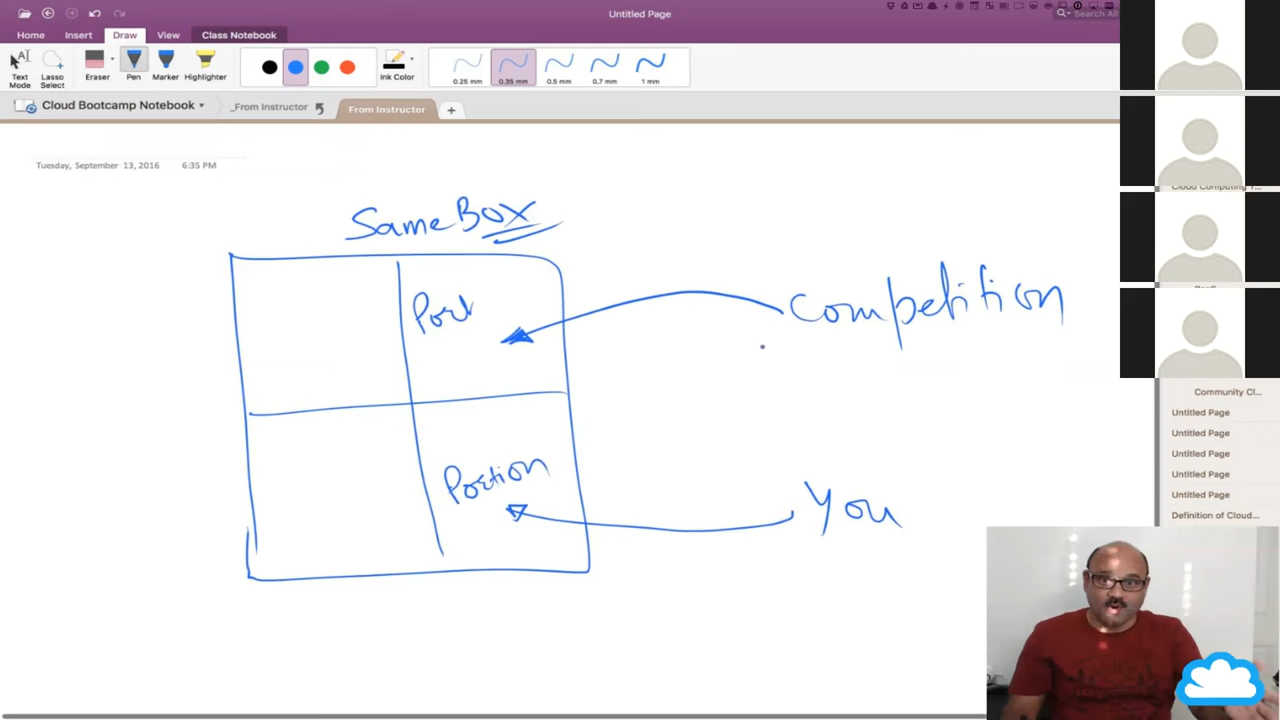 Untitled Page
Search All
Home Insert Draw View Class Notebook
Text Mode
Lasso Select
Eraser
Pen
Marker
Highlighter
Ink Color
0.25 mm
0.35 mm
0.5 mm
0.7 mm
1 mm
Cloud Bootcamp Notebook
_From Instructor
From Instructor
Tuesday, September 13, 2016 6:35 PM
Same BOX
Port
Competition
Portion
You
Community Cl...
Untitled Page
Untitled Page
Untitled Page
Untitled Page
Untitled Page
Definition of Cloud...